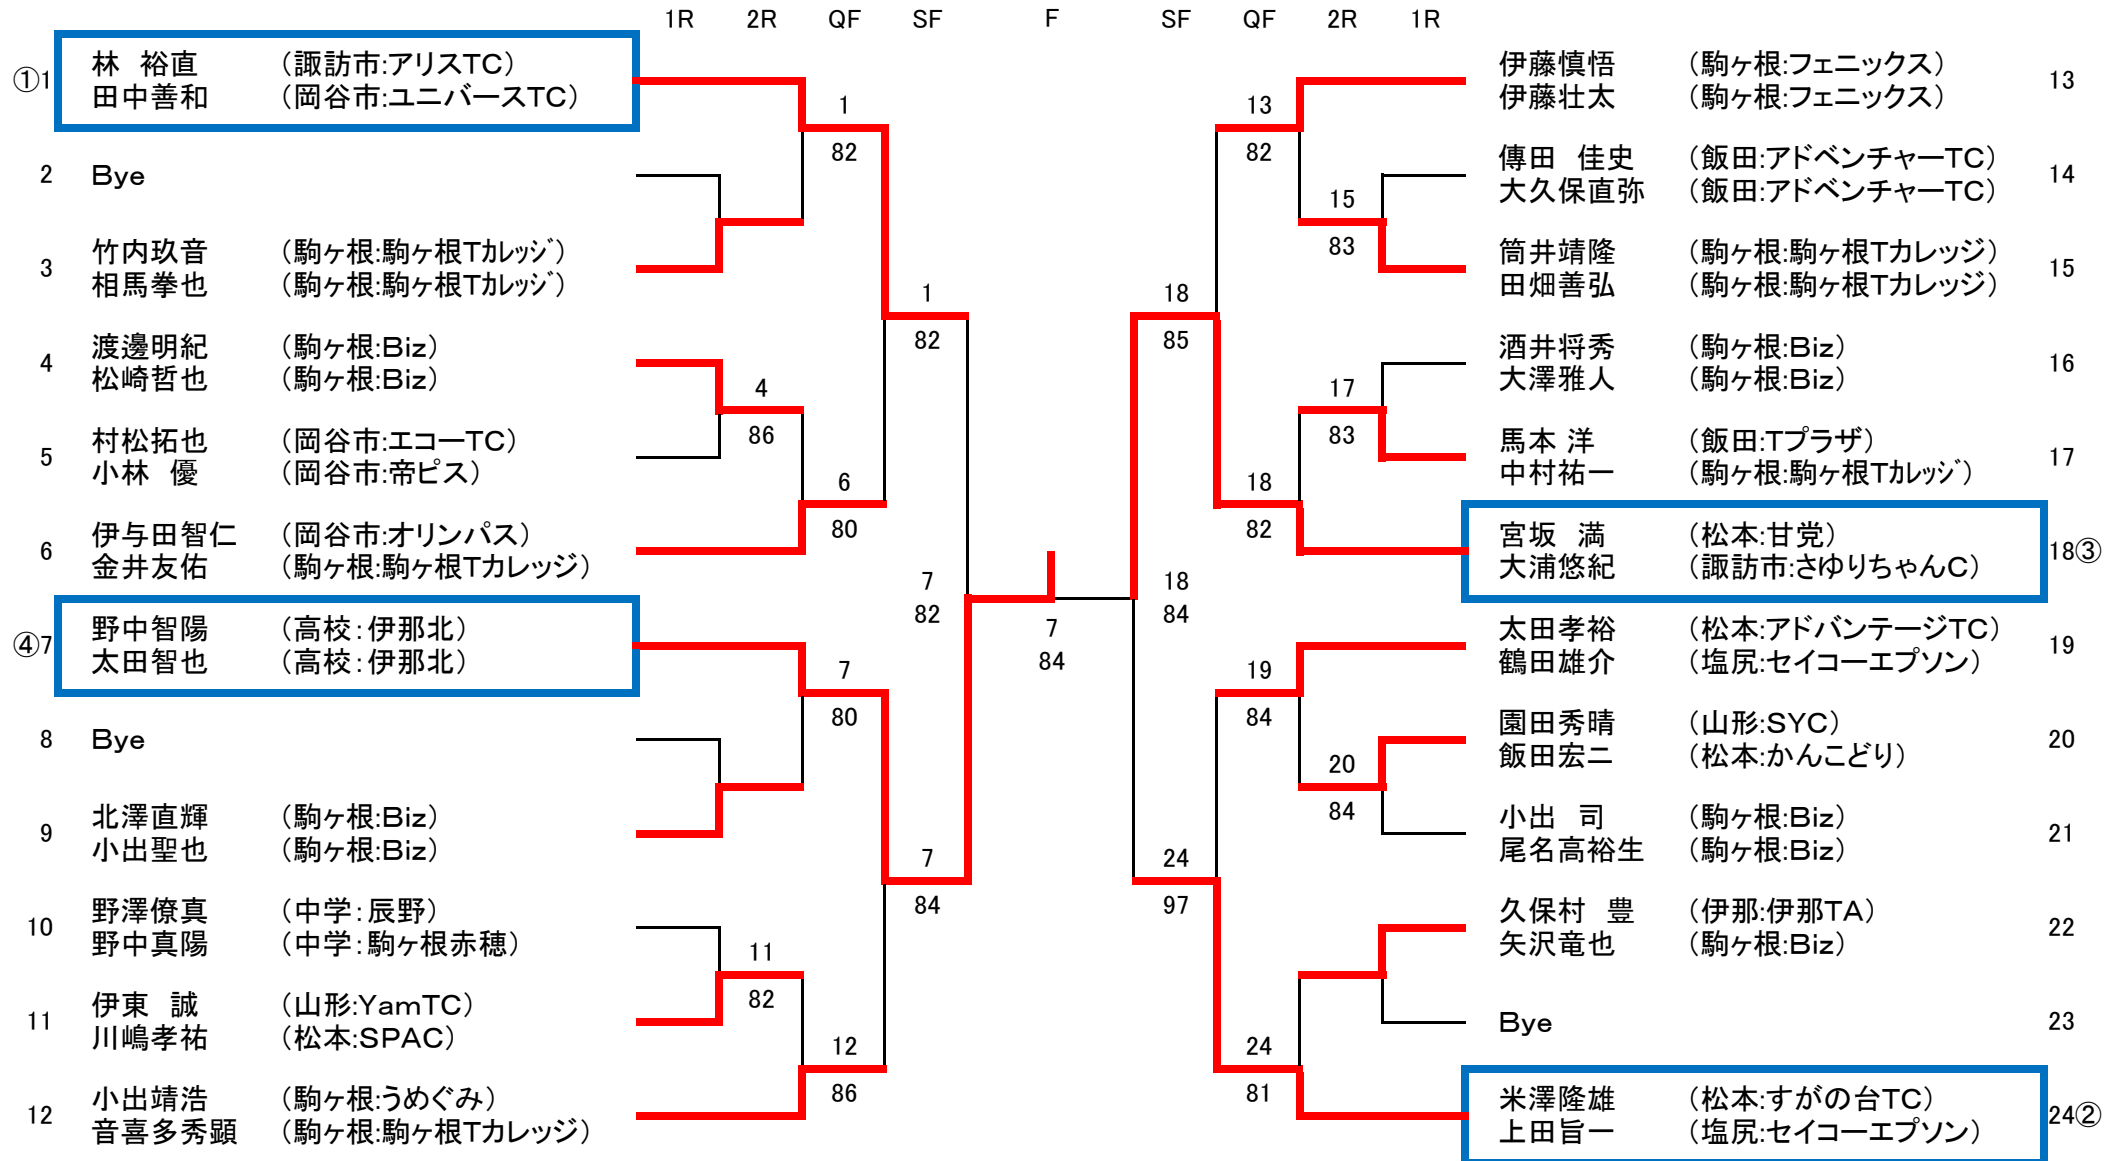 1R 2R QF SF F SF QF 2R 1R
①1 林 裕直 （諏訪市:アリスTC）
田中善和 （岡谷市:ユニバースTC）
2 Bye
3 竹内玖音 （駒ヶ根:駒ヶ根Tカレッジ）
相馬拳也 （駒ヶ根:駒ヶ根Tカレッジ）
4 渡邊明紀 （駒ヶ根:Biz）
松崎哲也 （駒ヶ根:Biz）
5 村松拓也 （岡谷市:エコーTC）
小林 優 （岡谷市:帝ピス）
6 伊与田智仁 （岡谷市:オリンパス）
金井友佑 （駒ヶ根:駒ヶ根Tカレッジ）
④7 野中智陽 （高校:伊那北）
太田智也 （高校:伊那北）
8 Bye
9 北澤直輝 （駒ヶ根:Biz）
小出聖也 （駒ヶ根:Biz）
10 野澤僚真 （中学:辰野）
野中真陽 （中学:駒ヶ根赤穂）
11 伊東 誠 （山形:YamTC）
川嶋孝祐 （松本:SPAC）
12 小出靖浩 （駒ヶ根:うめぐみ）
音喜多秀顕 （駒ヶ根:駒ヶ根Tカレッジ）
4
86
11
82
1
82
6
80
7
80
12
86
1
82
7
84
7
82
7
84
18
84
18
85
24
97
13
82
18
82
19
84
24
81
15
83
17
83
20
84
伊藤慎悟 （駒ヶ根:フェニックス） 13
伊藤壮太 （駒ヶ根:フェニックス）
傳田 佳史 （飯田:アドベンチャーTC） 14
大久保直弥 （飯田:アドベンチャーTC）
筒井靖隆 （駒ヶ根:駒ヶ根Tカレッジ） 15
田畑善弘 （駒ヶ根:駒ヶ根Tカレッジ）
酒井将秀 （駒ヶ根:Biz） 16
大澤雅人 （駒ヶ根:Biz）
馬本 洋 （飯田:Tプラザ） 17
中村祐一 （駒ヶ根:駒ヶ根Tカレッジ）
宮坂 満 （松本:甘党） 18③
大浦悠紀 （諏訪市:さゆりちゃんC）
太田孝裕 （松本:アドバンテージTC） 19
鶴田雄介 （塩尻:セイコーエプソン）
園田秀晴 （山形:SYC） 20
飯田宏二 （松本:かんこどり）
小出 司 （駒ヶ根:Biz） 21
尾名高裕生 （駒ヶ根:Biz）
久保村 豊 （伊那:伊那TA） 22
矢沢竜也 （駒ヶ根:Biz）
Bye 23
米澤隆雄 （松本:すがの台TC） 24②
上田旨一 （塩尻:セイコーエプソン）